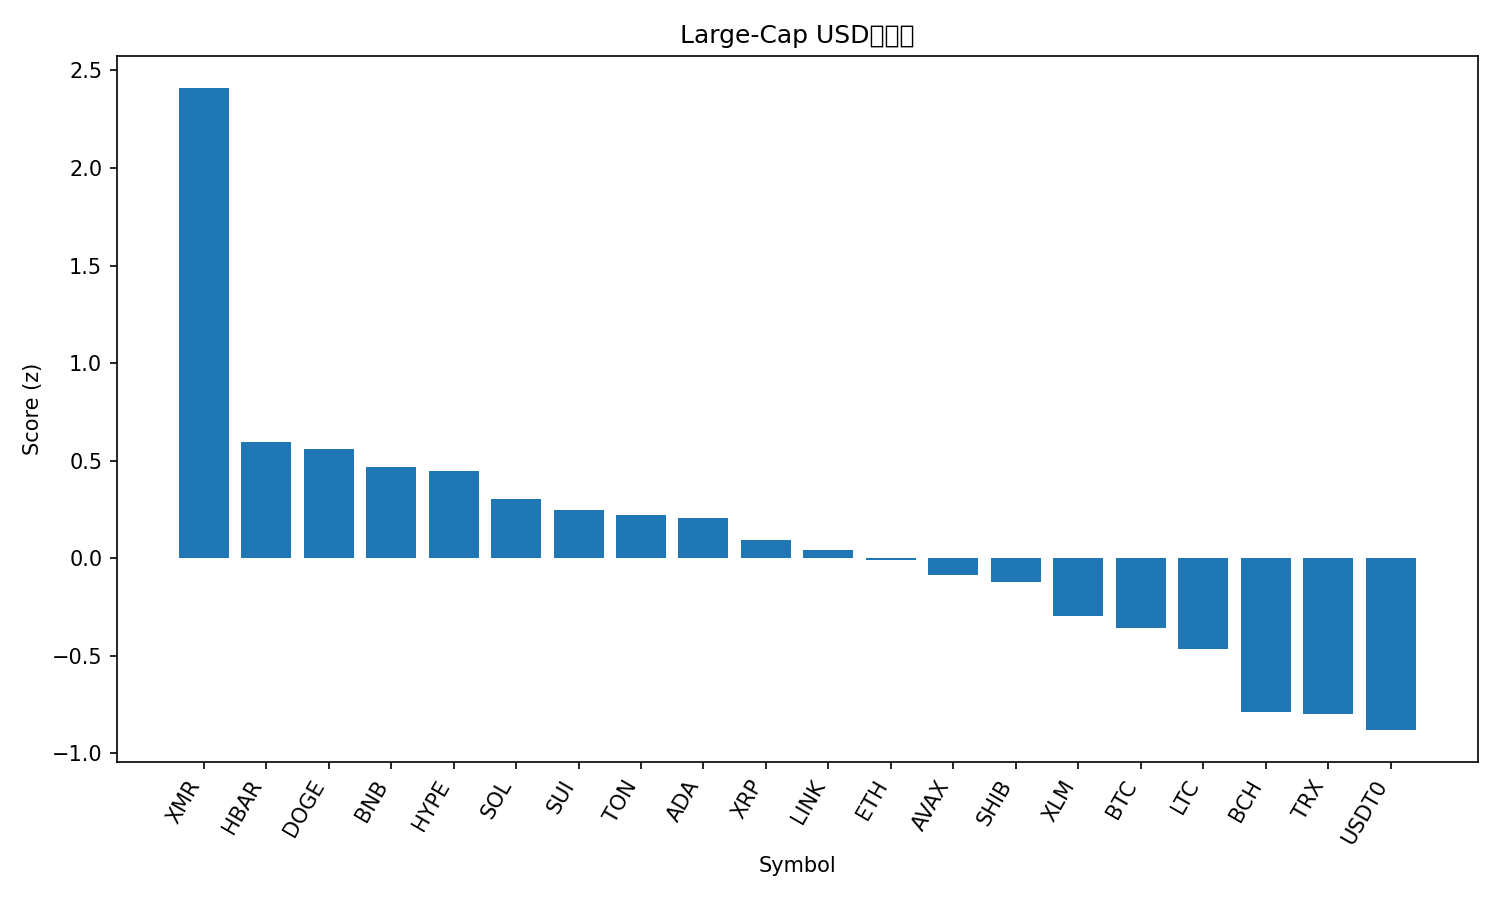 Large-Cap USD
2.5
2.0
1.5
1.0
0.5
0.0
−0.5
−1.0
Score (z)
XMR
HBAR
DOGE
BNB
HYPE
SOL
SUI
TON
ADA
XRP
LINK
ETH
AVAX
SHIB
XLM
BTC
LTC
BCH
TRX
USDT0
Symbol